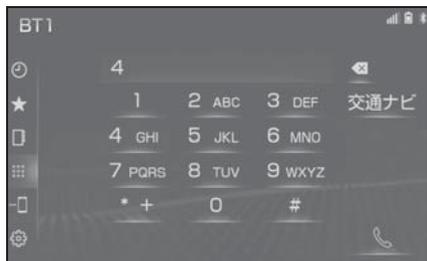 BT1
4
交通ナビ
1 2 ABC 3 DEF
4 GHI 5 JKL 6 MNO
7 PQRS 8 TUV 9 WXYZ
* + 0 #